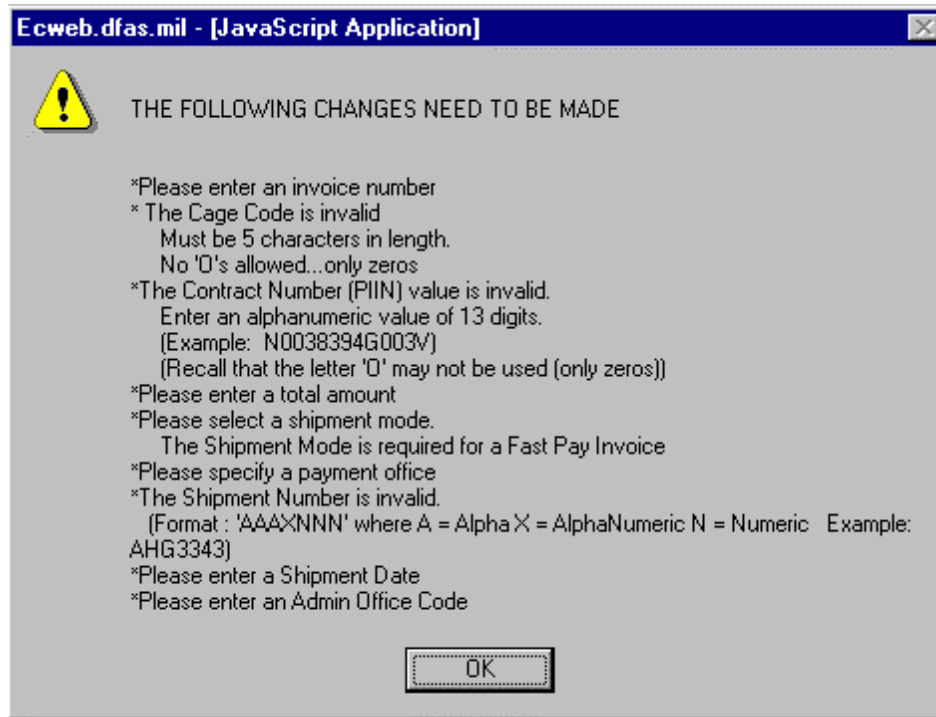 Ecweb.dfas.mil - [JavaScript Application]
THE FOLLOWING CHANGES NEED TO BE MADE
*Please enter an invoice number
* The Cage Code is invalid
Must be 5 characters in length.
No 'O's allowed...only zeros
*The Contract Number (PIIN) value is invalid.
Enter an alphanumeric value of 13 digits.
(Example: N0038394G003V)
(Recall that the letter 'O' may not be used (only zeros))
*Please enter a total amount
*Please select a shipment mode.
The Shipment Mode is required for a Fast Pay Invoice
*Please specify a payment office
*The Shipment Number is invalid.
(Format : 'AAAXNNN' where A = Alpha X = AlphaNumeric N = Numeric Example:
AHG3343)
*Please enter a Shipment Date
*Please enter an Admin Office Code
OK